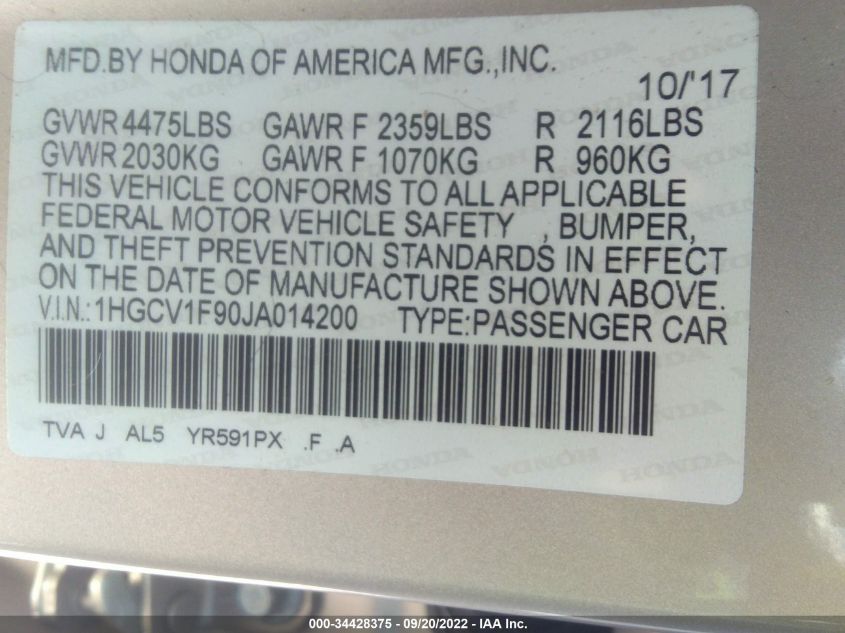 MFD.BY HONDA OF AMERICA MFG.,INC.
10/'17
GVWR 4475LBS GAWR F 2359LBS R 2116LBS
GVWR 2030KG GAWR F 1070KG R 960KG
THIS VEHICLE CONFORMS TO ALL APPLICABLE
FEDERAL MOTOR VEHICLE SAFETY , BUMPER,
AND THEFT PREVENTION STANDARDS IN EFFECT
ON THE DATE OF MANUFACTURE SHOWN ABOVE.
V.I.N.:1HGCV1F90JA014200 TYPE:PASSENGER CAR
TVA J AL5 YR591PX .F .A
000-34428375 - 09/20/2022 - IAA Inc.